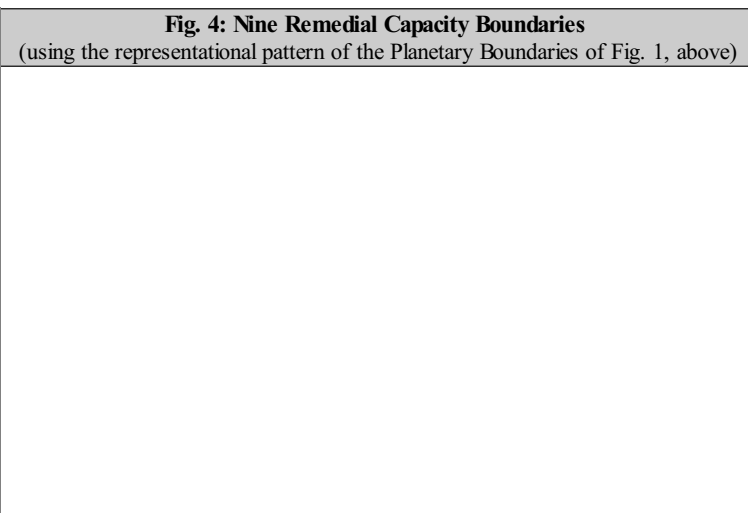 Fig. 4: Nine Remedial Capacity Boundaries
(using the representational pattern of the Planetary Boundaries of Fig. 1, above)